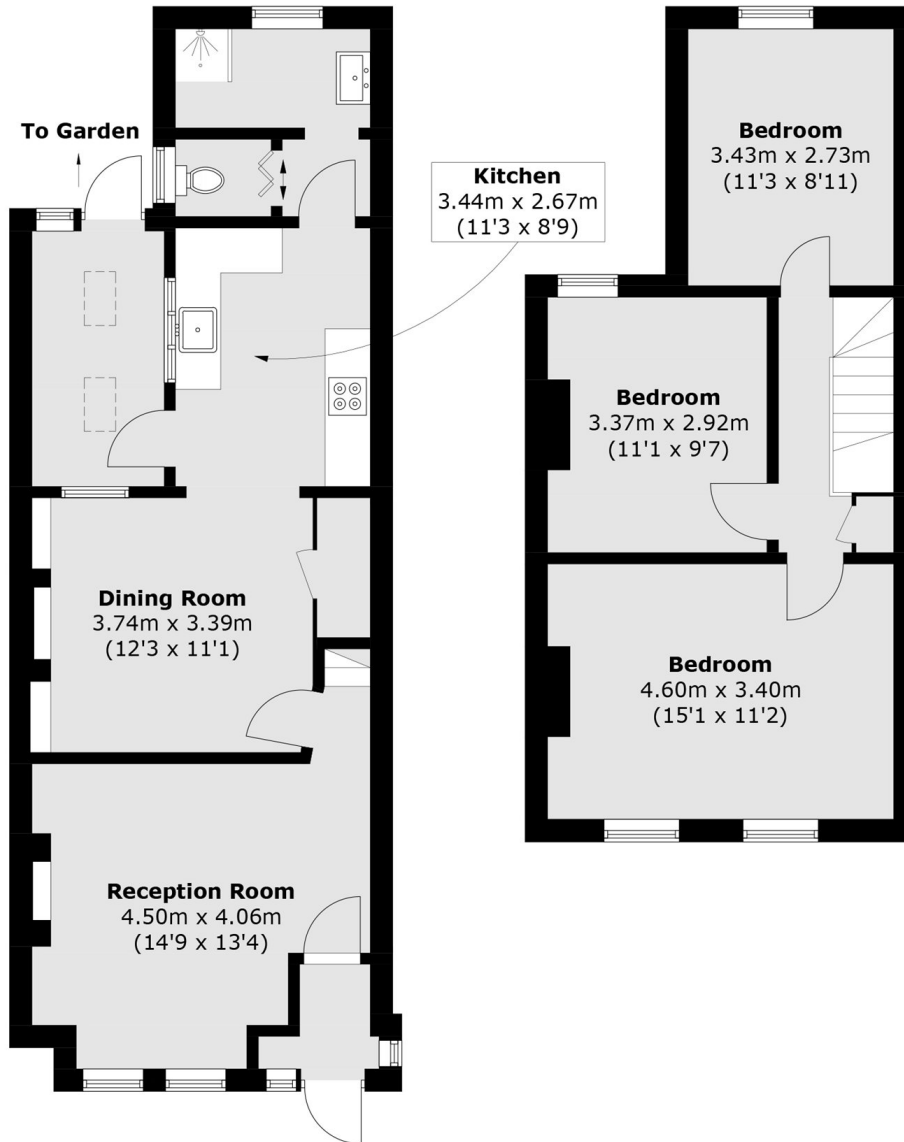 To Garden
Kitchen
3.44m x 2.67m
(11'3 x 8'9)
Dining Room
3.74m x 3.39m
(12'3 x 11'1)
Reception Room
4.50m x 4.06m
(14'9 x 13'4)
Bedroom
3.43m x 2.73m
(11'3 x 8'11)
Bedroom
3.37m x 2.92m
(11'1 x 9'7)
Bedroom
4.60m x 3.40m
(15'1 x 11'2)